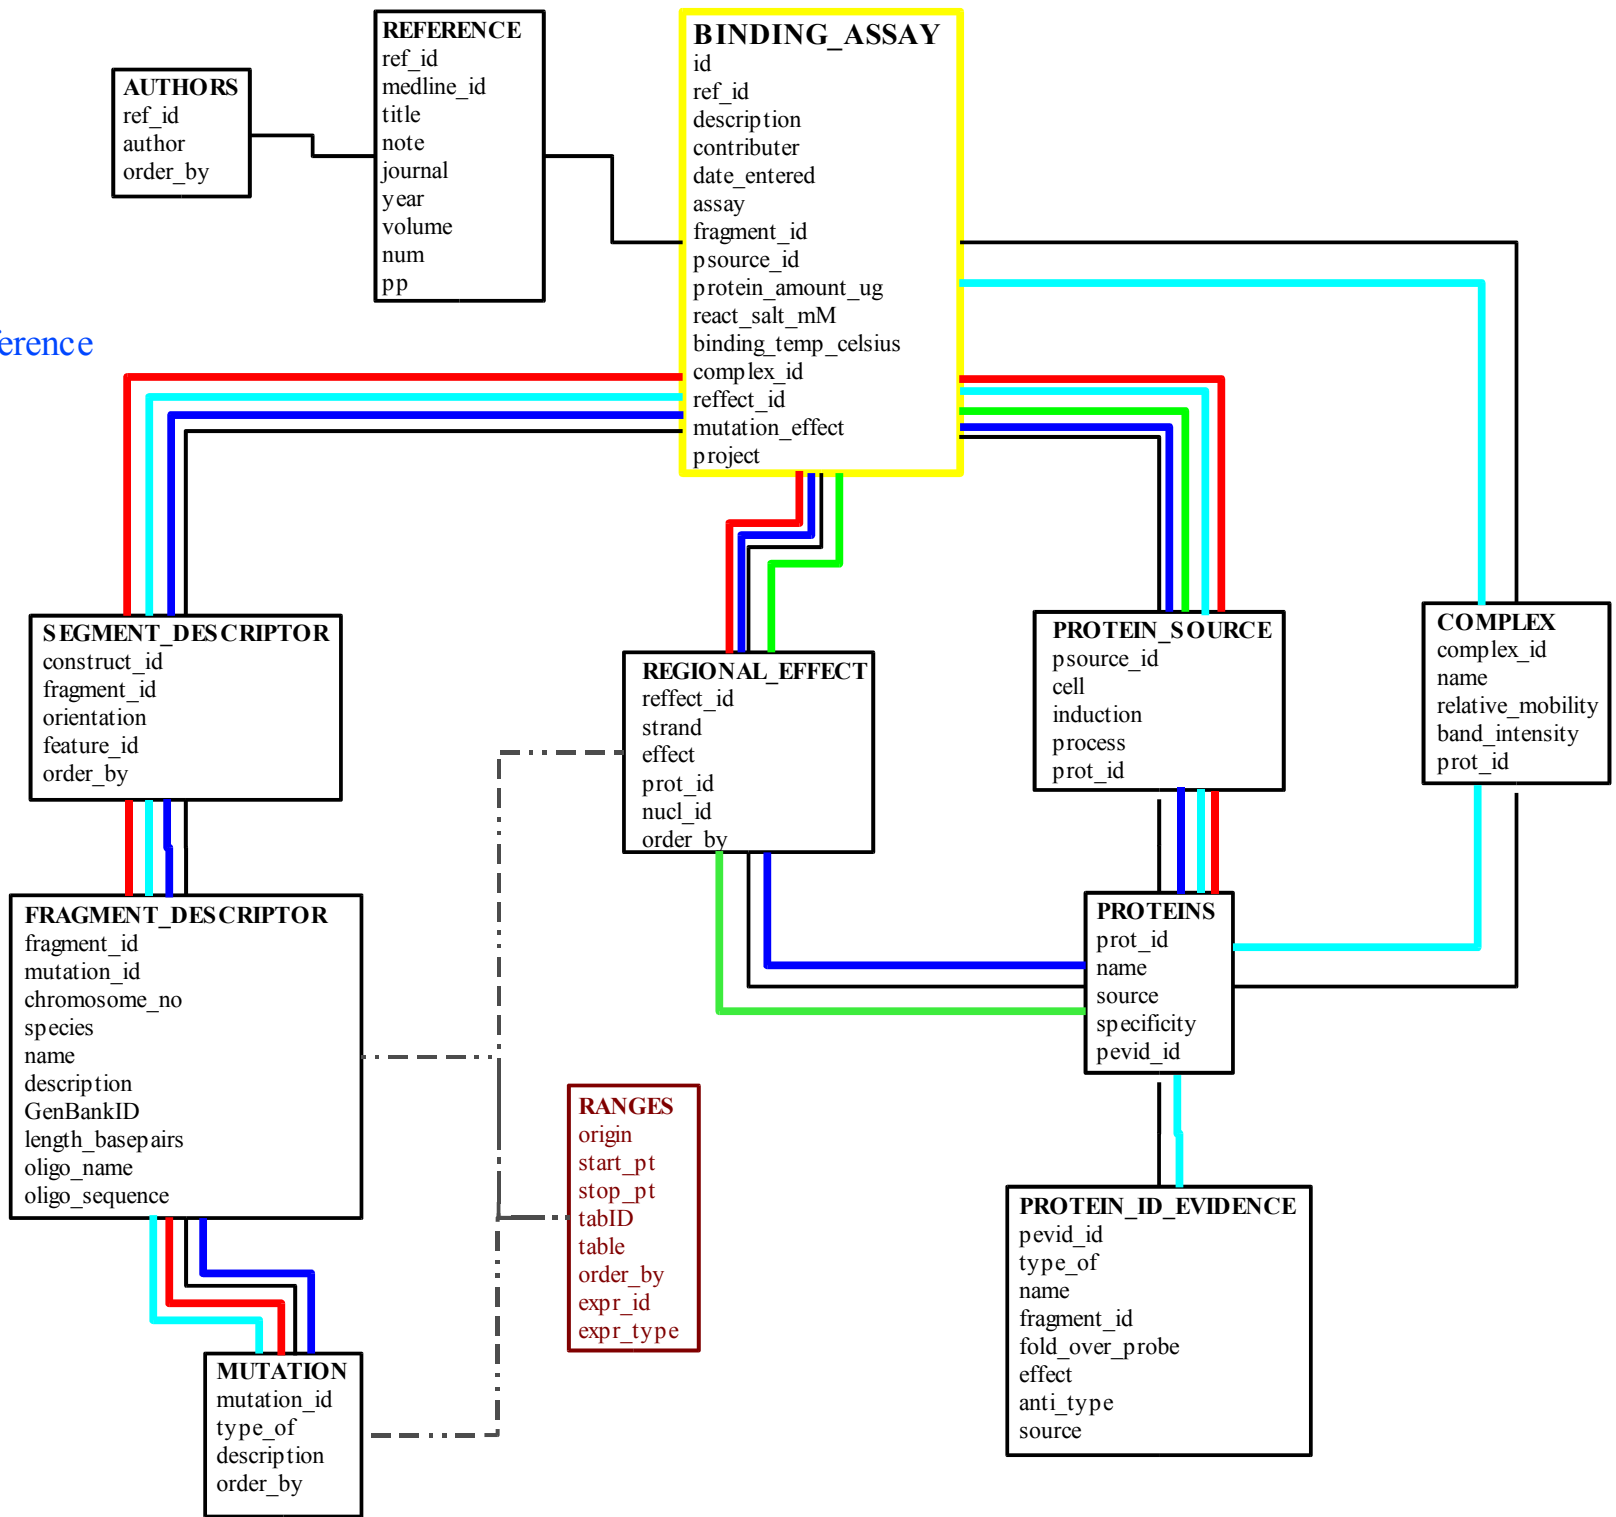 AUTHORS
ref_id
author
order_by
REFERENCE
ref_id
medline_id
title
note
journal
year
volume
num
pp
BINDING_ASSAY
id
ref_id
description
contributer
date_entered
assay
fragment_id
psource_id
protein_amount_ug
react_salt_mM
binding_temp_celsius
complex_id
reffect_id
mutation_effect
project
ference
SEGMENT_DESCRIPTOR
construct_id
fragment_id
orientation
feature_id
order_by
REGIONAL_EFFECT
reffect_id
strand
effect
prot_id
nucl_id
order_by
PROTEIN_SOURCE
psource_id
cell
induction
process
prot_id
COMPLEX
complex_id
name
relative_mobility
band_intensity
prot_id
FRAGMENT_DESCRIPTOR
fragment_id
mutation_id
chromosome_no
species
name
description
GenBankID
length_basepairs
oligo_name
oligo_sequence
PROTEINS
prot_id
name
source
specificity
pevid_id
RANGES
origin
start_pt
stop_pt
tabID
table
order_by
expr_id
expr_type
PROTEIN_ID_EVIDENCE
pevid_id
type_of
name
fragment_id
fold_over_probe
effect
anti_type
source
MUTATION
mutation_id
type_of
description
order_by